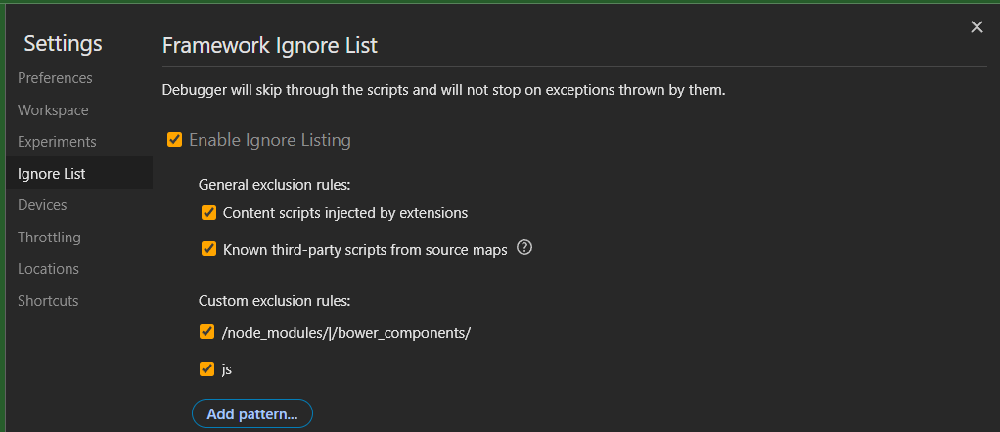 Settings
Preferences
Workspace
Experiments
Ignore List
Devices
Throttling
Locations
Shortcuts
Framework Ignore List
Debugger will skip through the scripts and will not stop on exceptions thrown by them.
Enable Ignore Listing
General exclusion rules:
Content scripts injected by extensions
Known third-party scripts from source maps
Custom exclusion rules:
/node_modules/|/bower_components/
js
Add pattern...